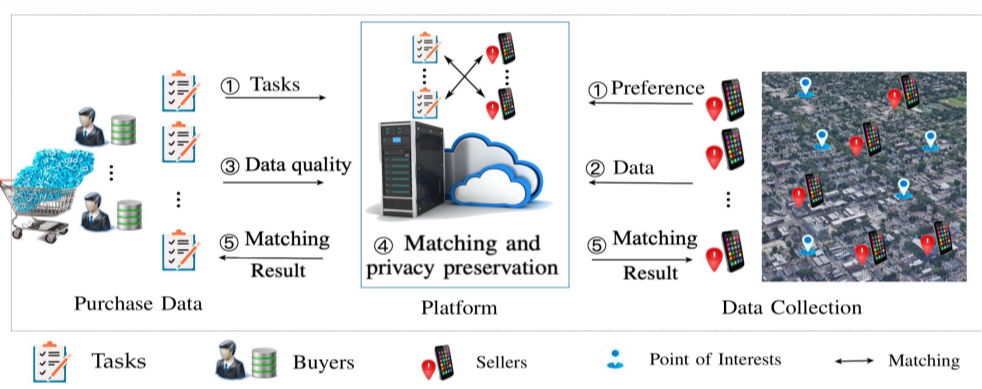 ① Tasks
③ Data quality
⑤ Matching
Result
Purchase Data
④ Matching and
privacy preservation
Platform
① Preference
② Data
⑤ Matching
Result
Data Collection
Tasks
Buyers
Sellers
Point of Interests
Matching